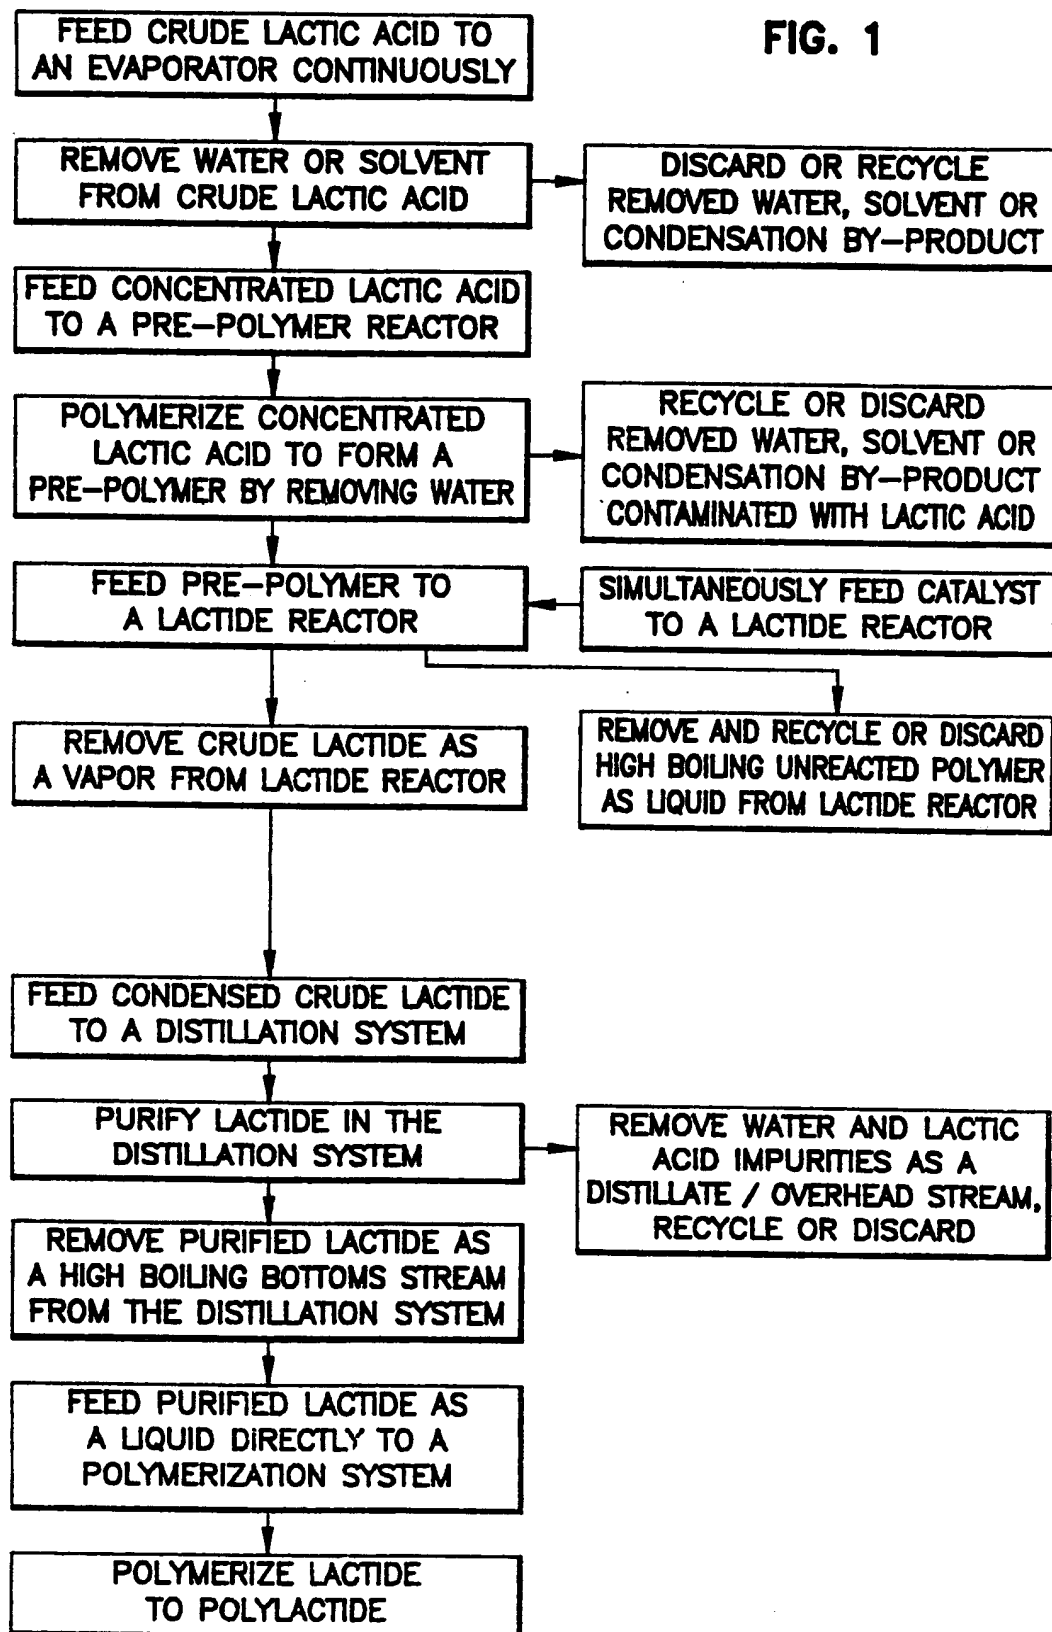 FIG. 1
FEED CRUDE LACTIC ACID TO
AN EVAPORATOR CONTINUOUSLY
REMOVE WATER OR SOLVENT
FROM CRUDE LACTIC ACID
DISCARD OR RECYCLE
REMOVED WATER, SOLVENT OR
CONDENSATION BY-PRODUCT
FEED CONCENTRATED LACTIC ACID
TO A PRE-POLYMER REACTOR
POLYMERIZE CONCENTRATED
LACTIC ACID TO FORM A
PRE-POLYMER BY REMOVING WATER
RECYCLE OR DISCARD
REMOVED WATER, SOLVENT OR
CONDENSATION BY-PRODUCT
CONTAMINATED WITH LACTIC ACID
FEED PRE-POLYMER TO
A LACTIDE REACTOR
SIMULTANEOUSLY FEED CATALYST
TO A LACTIDE REACTOR
REMOVE CRUDE LACTIDE AS
A VAPOR FROM LACTIDE REACTOR
REMOVE AND RECYCLE OR DISCARD
HIGH BOILING UNREACTED POLYMER
AS LIQUID FROM LACTIDE REACTOR
FEED CONDENSED CRUDE LACTIDE
TO A DISTILLATION SYSTEM
PURIFY LACTIDE IN THE
DISTILLATION SYSTEM
REMOVE WATER AND LACTIC
ACID IMPURITIES AS A
DISTILLATE / OVERHEAD STREAM,
RECYCLE OR DISCARD
REMOVE PURIFIED LACTIDE AS
A HIGH BOILING BOTTOMS STREAM
FROM THE DISTILLATION SYSTEM
FEED PURIFIED LACTIDE AS
A LIQUID DIRECTLY TO A
POLYMERIZATION SYSTEM
POLYMERIZE LACTIDE
TO POLYLACTIDE